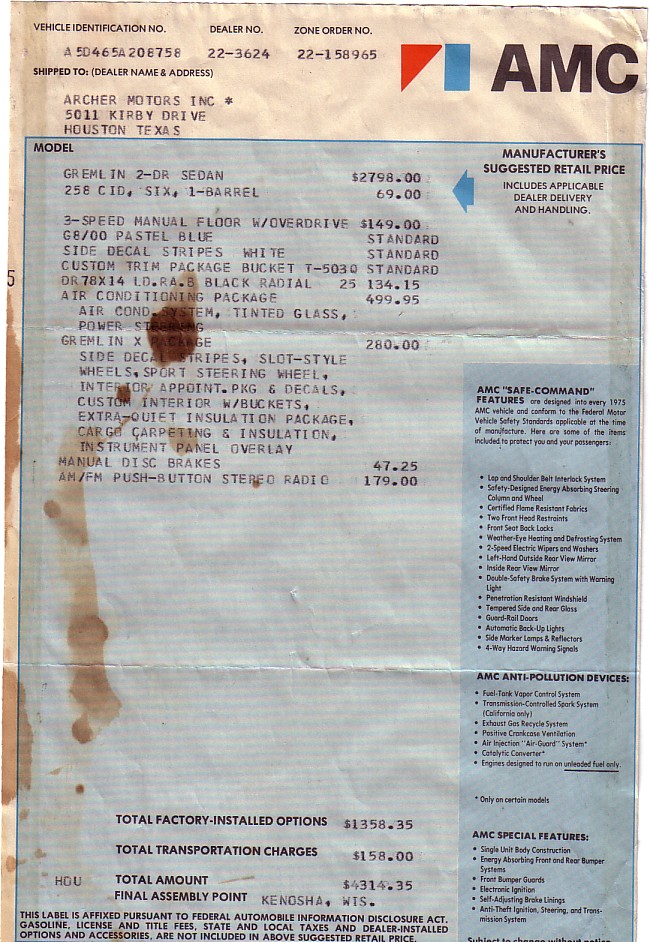 VEHICLE IDENTIFICATION NO. DEALER NO. ZONE ORDER NO.
A5D465A208758 22-3624 22-158965
SHIPPED TO: (DEALER NAME & ADDRESS)
AMC
ARCHER MOTORS INC *
5011 KIRBY DRIVE
HOUSTON TEXAS
MODEL
MANUFACTURER'S
SUGGESTED RETAIL PRICE
INCLUDES APPLICABLE
DEALER DELIVERY
AND HANDLING.
GREMLIN 2-DR SEDAN $2798.00
258 CID, SIX, 1-BARREL 69.00
3-SPEED MANUAL FLOOR W/OVERDRIVE $149.00
G8/00 PASTEL BLUE STANDARD
SIDE DECAL STRIPES WHITE STANDARD
CUSTOM TRIM PACKAGE BUCKET T-5030 STANDARD
DR78X14 LD.RA.B BLACK RADIAL 25 134.15
AIR CONDITIONING PACKAGE 499.95
AIR COND.SYSTEM, TINTED GLASS,
POWER STEERING
GREMLIN X PACKAGE 280.00
SIDE DECAL STRIPES, SLOT-STYLE
WHEELS,SPORT STEERING WHEEL,
INTERIOR APPOINT.PKG & DECALS,
CUSTOM INTERIOR W/BUCKETS,
EXTRA-QUIET INSULATION PACKAGE,
CARGO CARPETING & INSULATION,
INSTRUMENT PANEL OVERLAY
MANUAL DISC BRAKES 47.25
AM/FM PUSH-BUTTON STEREO RADIO 179.00
5
AMC "SAFE-COMMAND"
FEATURES are designed into every 1975
AMC vehicle and conform to the Federal Motor
Vehicle Safety Standards applicable at the time
of manufacture. Here are some of the items
included to protect you and your passengers:
• Lap and Shoulder Belt Interlock System
• Safety-Designed Energy Absorbing Steering
Column and Wheel
• Certified Flame Resistant Fabrics
• Two Front Head Restraints
• Front Seat Back Locks
• Weather-Eye Heating and Defrosting System
• 2-Speed Electric Wipers and Washers
• Left-Hand Outside Rear View Mirror
• Inside Rear View Mirror
• Double-Safety Brake System with Warning
Light
• Penetration Resistant Windshield
• Tempered Side and Rear Glass
• Guard-Rail Doors
• Automatic Back-Up Lights
• Side Marker Lamps & Reflectors
• 4-Way Hazard Warning Signals
AMC ANTI-POLLUTION DEVICES:
• Fuel-Tank Vapor Control System
• Transmission-Controlled Spark System
(California only)
• Exhaust Gas Recycle System
• Positive Crankcase Ventilation
• Air Injection "Air-Guard" System*
• Catalytic Converter*
• Engines designed to run on unleaded fuel only.
* Only on certain models
AMC SPECIAL FEATURES:
• Single Unit Body Construction
• Energy Absorbing Front and Rear Bumper
Systems
• Front Bumper Guards
• Electronic Ignition
• Self-Adjusting Brake Linings
• Anti-Theft Ignition, Steering, and Trans-
mission System
Subject to change without notice
TOTAL FACTORY-INSTALLED OPTIONS $1358.35
TOTAL TRANSPORTATION CHARGES $158.00
HOU TOTAL AMOUNT $4314.35
FINAL ASSEMBLY POINT KENOSHA, WIS.
THIS LABEL IS AFFIXED PURSUANT TO FEDERAL AUTOMOBILE INFORMATION DISCLOSURE ACT.
GASOLINE, LICENSE AND TITLE FEES, STATE AND LOCAL TAXES AND DEALER-INSTALLED
OPTIONS AND ACCESSORIES, ARE NOT INCLUDED IN ABOVE SUGGESTED RETAIL PRICE.